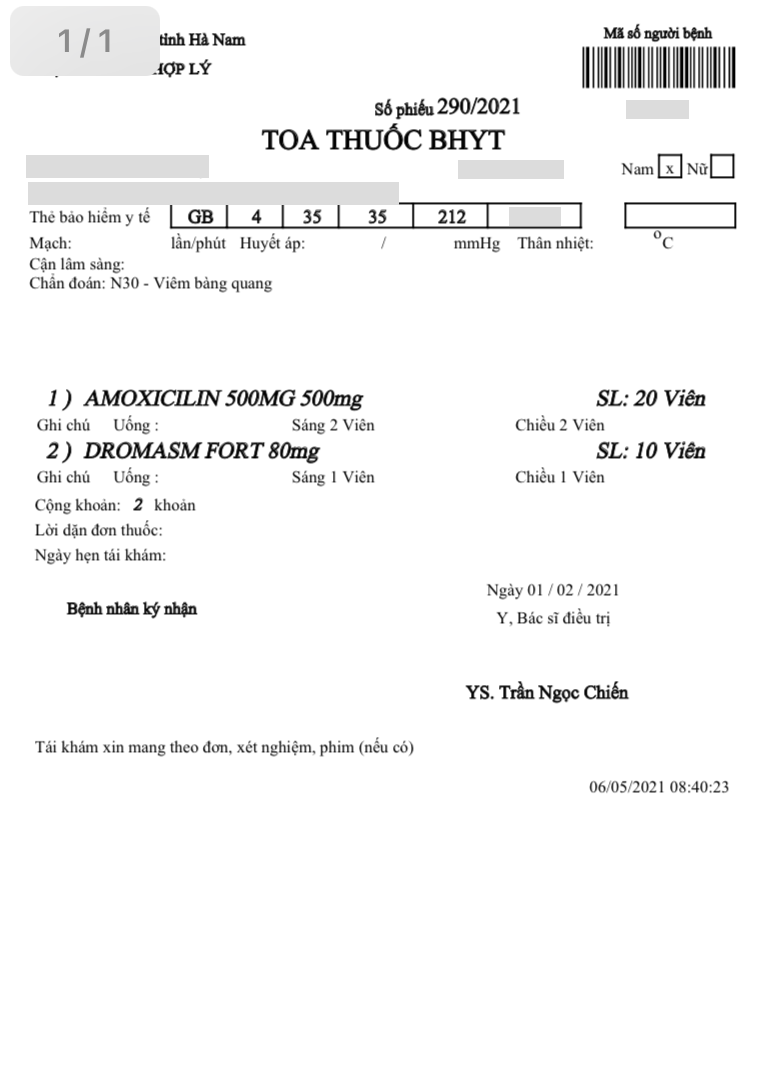 1/1
tỉnh Hà Nam
HỢP LÝ
Mã số người bệnh
Số phiếu 290/2021
TOA THUỐC BHYT
Nam x Nữ
Thẻ bảo hiểm y tế GB 4 35 35 212
Mạch: lần/phút Huyết áp: / mmHg Thân nhiệt: °C
Cận lâm sàng:
Chẩn đoán: N30 - Viêm bàng quang
1 ) AMOXICILIN 500MG 500mg SL: 20 Viên
Ghi chú Uống : Sáng 2 Viên Chiều 2 Viên
2 ) DROMASM FORT 80mg SL: 10 Viên
Ghi chú Uống : Sáng 1 Viên Chiều 1 Viên
Cộng khoản: 2 khoản
Lời dặn đơn thuốc:
Ngày hẹn tái khám:
Ngày 01 / 02 / 2021
Bệnh nhân ký nhận
Y, Bác sĩ điều trị
YS. Trần Ngọc Chiến
Tái khám xin mang theo đơn, xét nghiệm, phim (nếu có)
06/05/2021 08:40:23